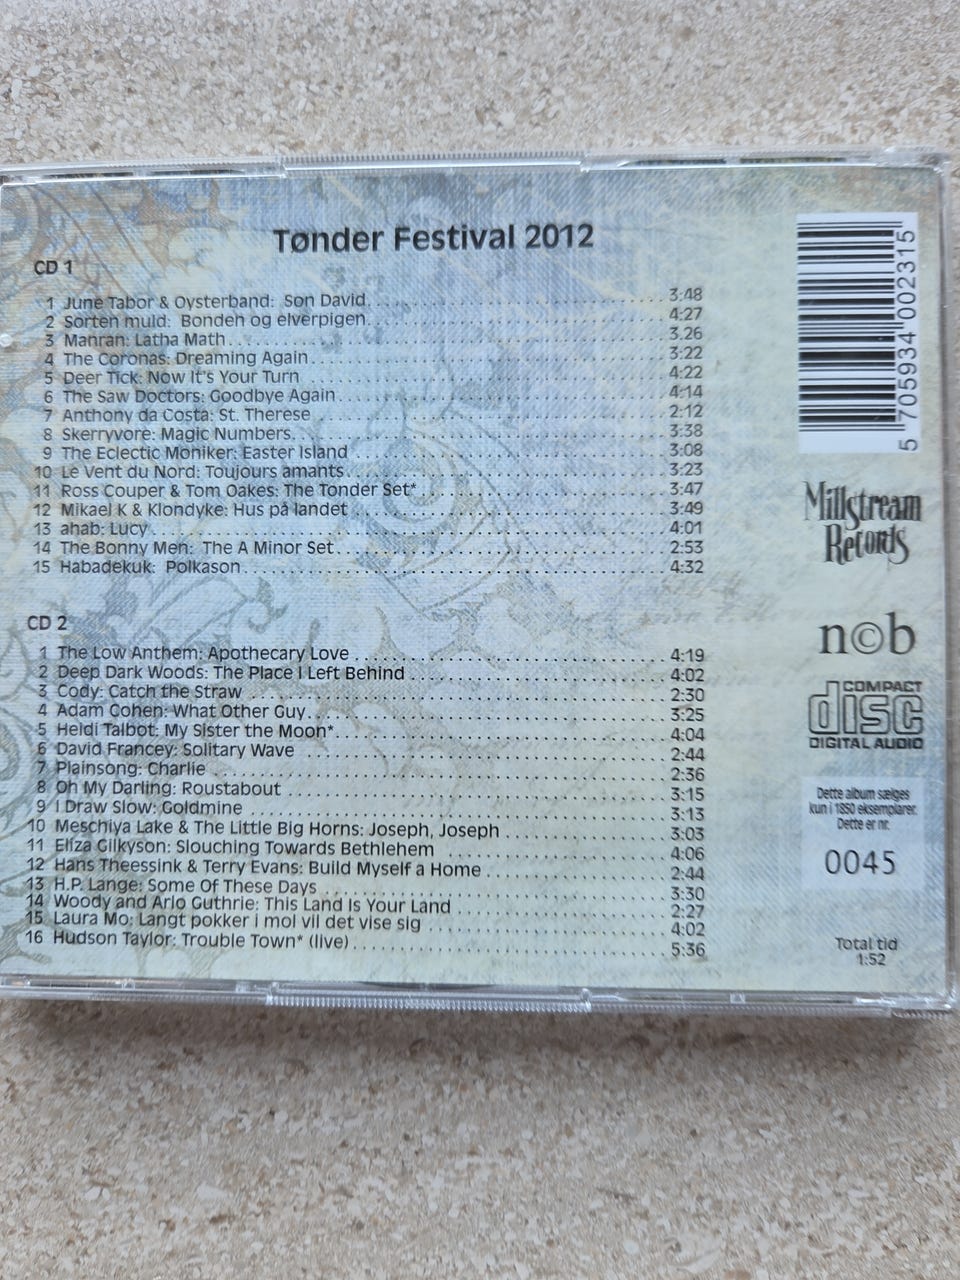 Tønder Festival 2012
CD 1
1 June Tabor & Oysterband: Son David 3:48
2 Sorten muld: Bonden og elverpigen 4:27
3 Manran: Latha Math 3.26
4 The Coronas: Dreaming Again 3:22
5 Deer Tick: Now It's Your Turn 4:22
6 The Saw Doctors: Goodbye Again 4:14
7 Anthony da Costa: St. Therese 2:12
8 Skerryvore: Magic Numbers 3:38
9 The Eclectic Moniker: Easter Island 3:08
10 Le Vent du Nord: Toujours amants 3:23
11 Ross Couper & Tom Oakes: The Tonder Set* 3:47
12 Mikael K & Klondyke: Hus på landet 3:49
13 ahab: Lucy 4:01
14 The Bonny Men: The A Minor Set 2:53
15 Habadekuk: Polkason 4:32
CD 2
1 The Low Anthem: Apothecary Love 4:19
2 Deep Dark Woods: The Place I Left Behind 4:02
3 Cody: Catch the Straw 2:30
4 Adam Cohen: What Other Guy 3:25
5 Heidi Talbot: My Sister the Moon* 4:04
6 David Francey: Solitary Wave 2:44
7 Plainsong: Charlie 2:36
8 Oh My Darling: Roustabout 3:15
9 I Draw Slow: Goldmine 3:13
10 Meschiya Lake & The Little Big Horns: Joseph, Joseph 3:03
11 Eliza Gilkyson: Slouching Towards Bethlehem 4:06
12 Hans Theessink & Terry Evans: Build Myself a Home 2:44
13 H.P. Lange: Some Of These Days 3:30
14 Woody and Arlo Guthrie: This Land Is Your Land 2:27
15 Laura Mo: Langt pokker i mol vil det vise sig 4:02
16 Hudson Taylor: Trouble Town* (live) 5:36
5 705934 002315
Millstream
Records
n©b
COMPACT
disc
DIGITAL AUDIO
Dette album sælges
kun i 1850 eksemplarer.
Dette er nr.
0045
Total tid
1:52